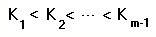 K₁ < K₂ < ⋯ < Kₘ₋₁